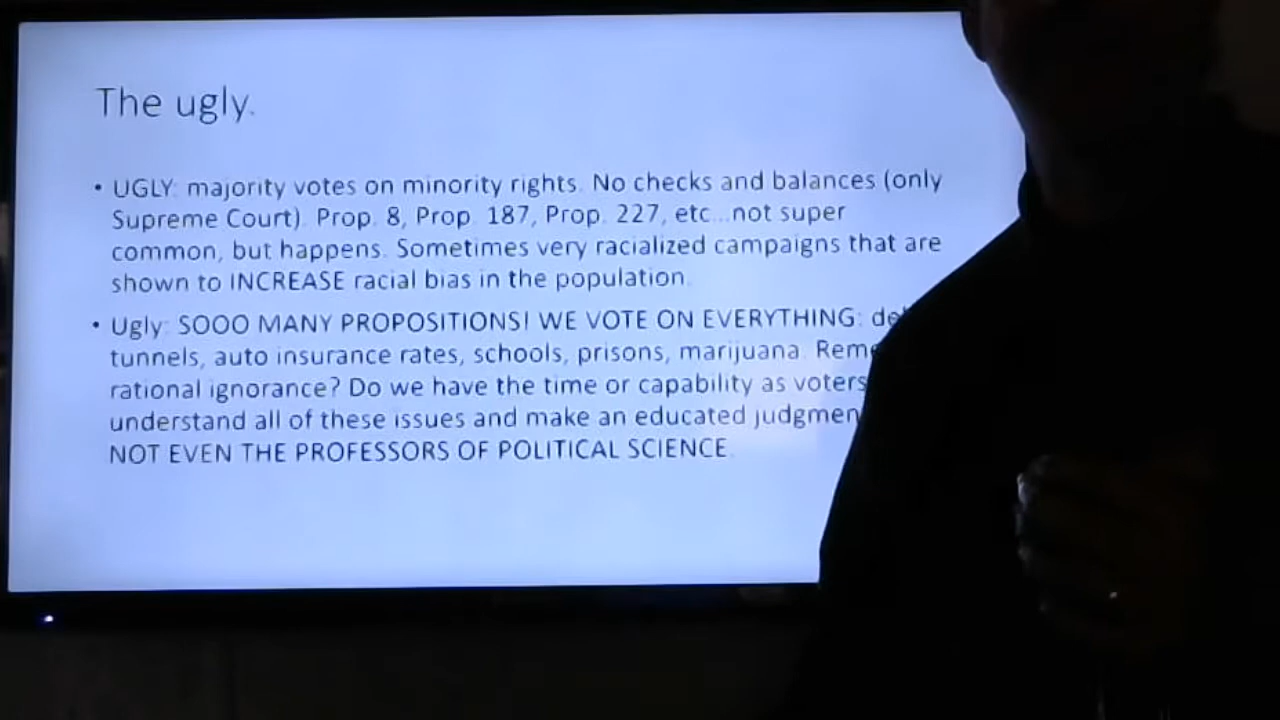 The ugly.
• UGLY: majority votes on minority rights. No checks and balances (only
Supreme Court). Prop. 8, Prop. 187, Prop. 227, etc...not super
common, but happens. Sometimes very racialized campaigns that are
shown to INCREASE racial bias in the population.
• Ugly: SOOO MANY PROPOSITIONS! WE VOTE ON EVERYTHING:
tunnels, auto insurance rates, schools, prisons, marijuana.
rational ignorance? Do we have the time or capability as voters
understand all of these issues and make an educated
NOT EVEN THE PROFESSORS OF POLITICAL SCIENCE.